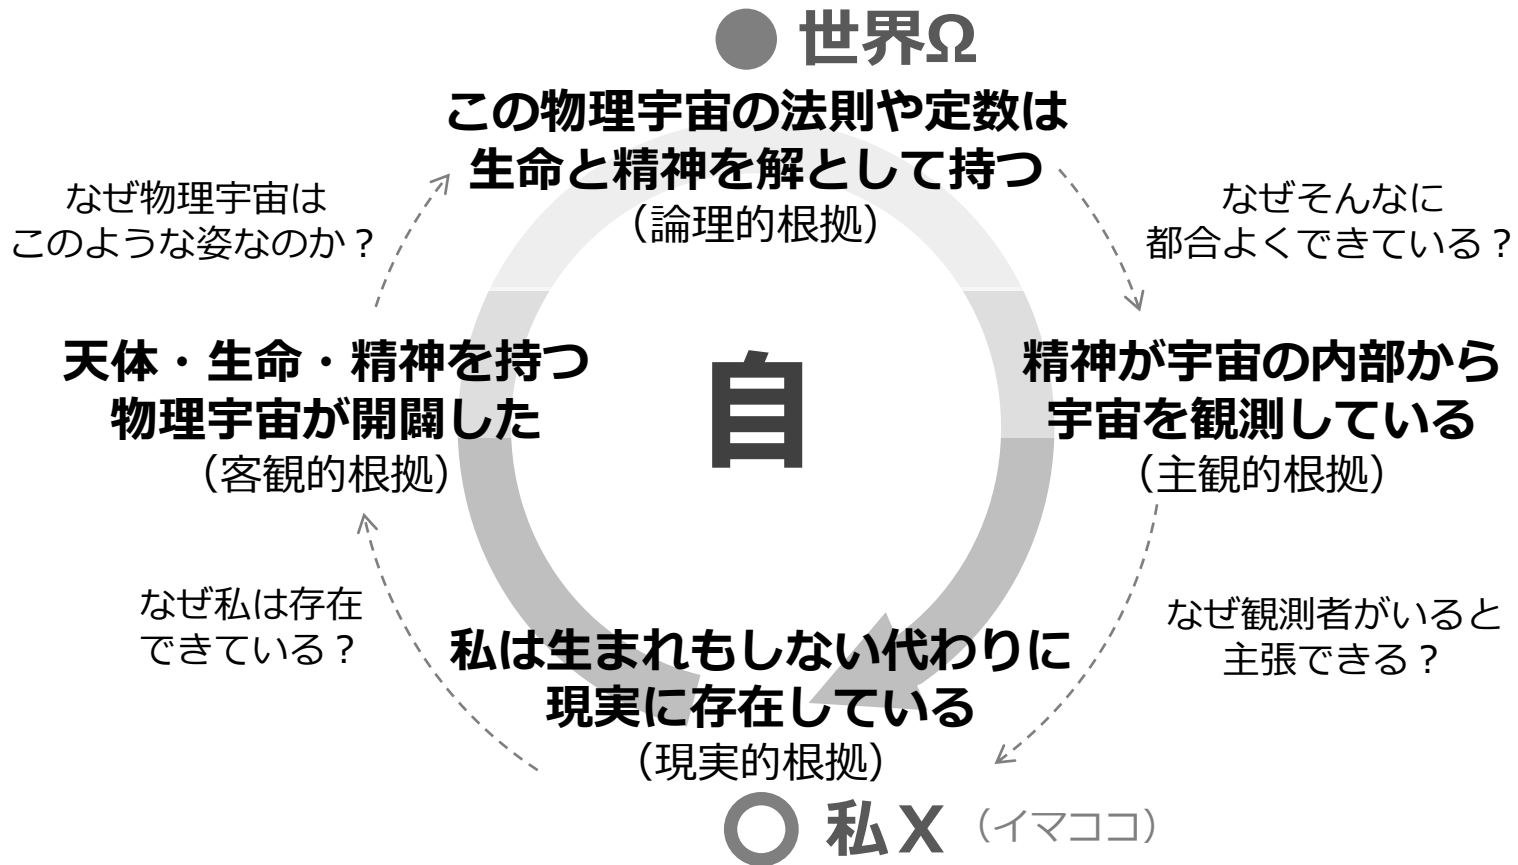 世界Ω
この物理宇宙の法則や定数は
生命と精神を解として持つ
（論理的根拠）
なぜ物理宇宙は
このような姿なのか？
なぜそんなに
都合よくできている？
天体・生命・精神を持つ
物理宇宙が開闢した
（客観的根拠）
自
精神が宇宙の内部から
宇宙を観測している
（主観的根拠）
なぜ私は存在
できている？
なぜ観測者がいると
主張できる？
私は生まれもしない代わりに
現実に存在している
（現実的根拠）
私 X （イマココ）